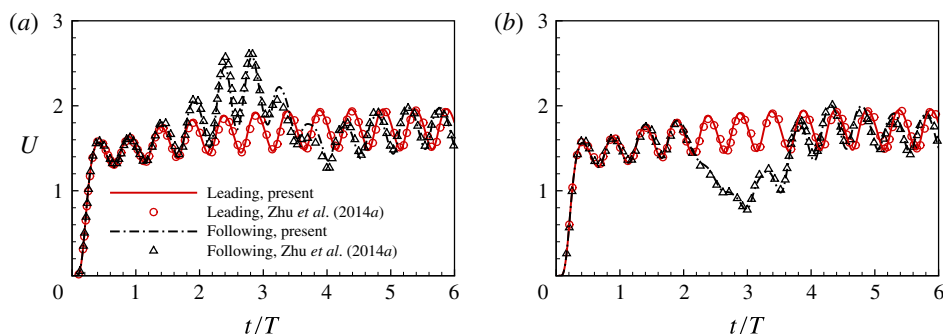 (a)
3
2
U
1
Leading, present
Leading, Zhu et al. (2014a)
Following, present
Following, Zhu et al. (2014a)
0 1 2 3 4 5 6
t/T
(b)
3
2
1
0 1 2 3 4 5 6
t/T